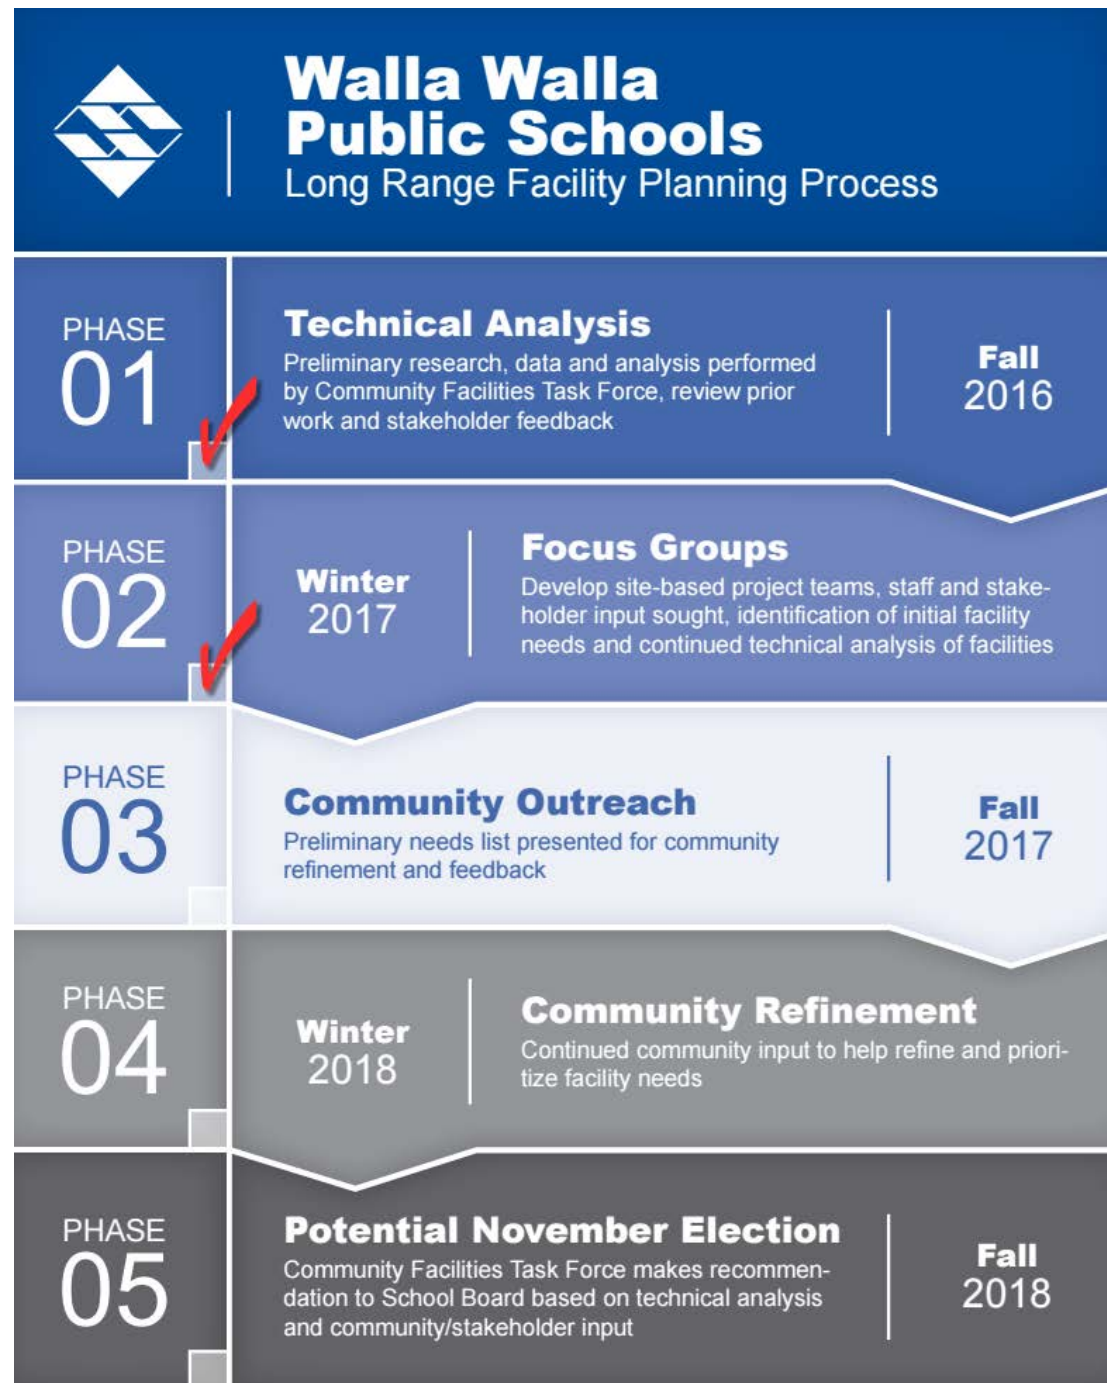 Walla Walla
Public Schools
Long Range Facility Planning Process
PHASE
01
Technical Analysis
Preliminary research, data and analysis performed
by Community Facilities Task Force, review prior
work and stakeholder feedback
Fall
2016
PHASE
02
Winter
2017
Focus Groups
Develop site-based project teams, staff and stake-
holder input sought, identification of initial facility
needs and continued technical analysis of facilities
PHASE
03
Community Outreach
Preliminary needs list presented for community
refinement and feedback
Fall
2017
PHASE
04
Winter
2018
Community Refinement
Continued community input to help refine and priori-
tize facility needs
PHASE
05
Potential November Election
Community Facilities Task Force makes recommen-
dation to School Board based on technical analysis
and community/stakeholder input
Fall
2018